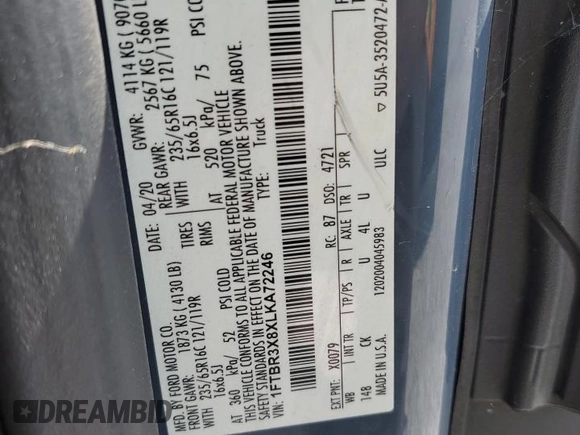 MFD. BY FORD MOTOR CO.
04/20
GVWR: 4114 KG ( 9070
FRONT GAWR: 1873 KG ( 4130 LB)
REAR GAWR: 2567 KG ( 5660 L
235/65R16C 121/119R TIRES WITH 235/65R16C 121/119R
16x6.5J RIMS 16x6.5J
AT 360 kPa/ 52 PSI COLD AT 520 kPa/ 75 PSI CO
THIS VEHICLE CONFORMS TO ALL APPLICABLE FEDERAL MOTOR VEHICLE
SAFETY STANDARDS IN EFFECT ON THE DATE OF MANUFACTURE SHOWN ABOVE.
VIN: 1FTBR3X8XLKA72246
TYPE: Truck
EXT PNT: X0079 RC: 87 DSO: 4721
WB INT TR TP/PS R AXLE TR SPR
148 CK U 4L U
MADE IN U.S.A. 1202004045983 ULC ▽ 5U5A-3520472-
DREAMBID